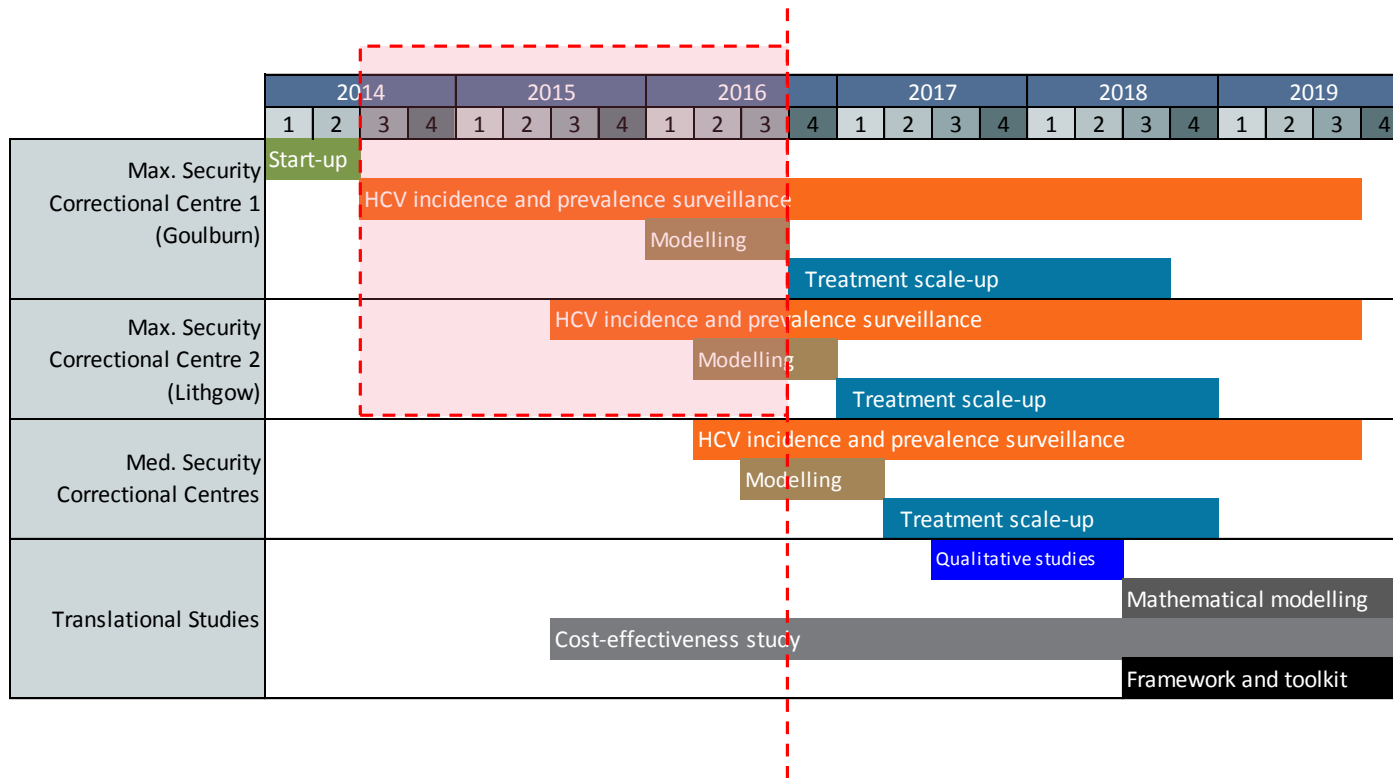 2014 2015 2016 2017 2018 2019
1 2 3 4 1 2 3 4 1 2 3 4 1 2 3 4 1 2 3 4 1 2 3 4
Max. Security
Correctional Centre 1
(Goulburn)
Start-up
HCV incidence and prevalence surveillance
Modelling
Treatment scale-up
Max. Security
Correctional Centre 2
(Lithgow)
HCV incidence and prevalence surveillance
Modelling
Treatment scale-up
Med. Security
Correctional Centres
HCV incidence and prevalence surveillance
Modelling
Treatment scale-up
Translational Studies
Qualitative studies
Mathematical modelling
Cost-effectiveness study
Framework and toolkit